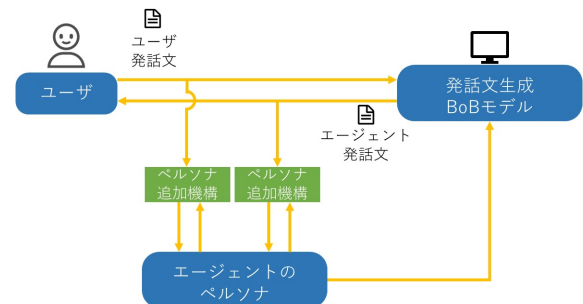 ユーザ
発話文
ユーザ
発話文生成
BoBモデル
エージェント
発話文
ペルソナ
追加機構
ペルソナ
追加機構
エージェントの
ペルソナ